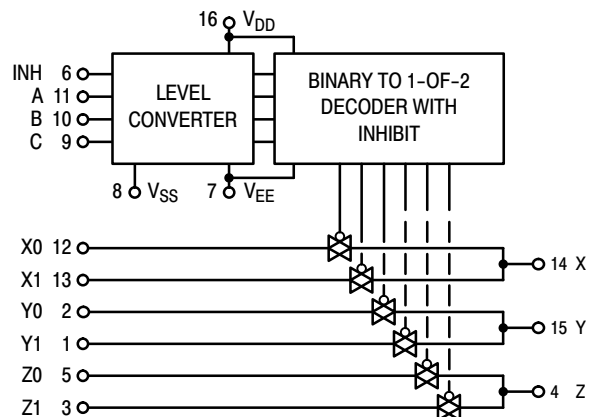 16 VDD
INH 6
A 11
B 10
C 9
LEVEL
CONVERTER
BINARY TO 1-OF-2
DECODER WITH
INHIBIT
8 VSS
7 VEE
X0 12
X1 13
14 X
Y0 2
Y1 1
15 Y
Z0 5
Z1 3
4 Z